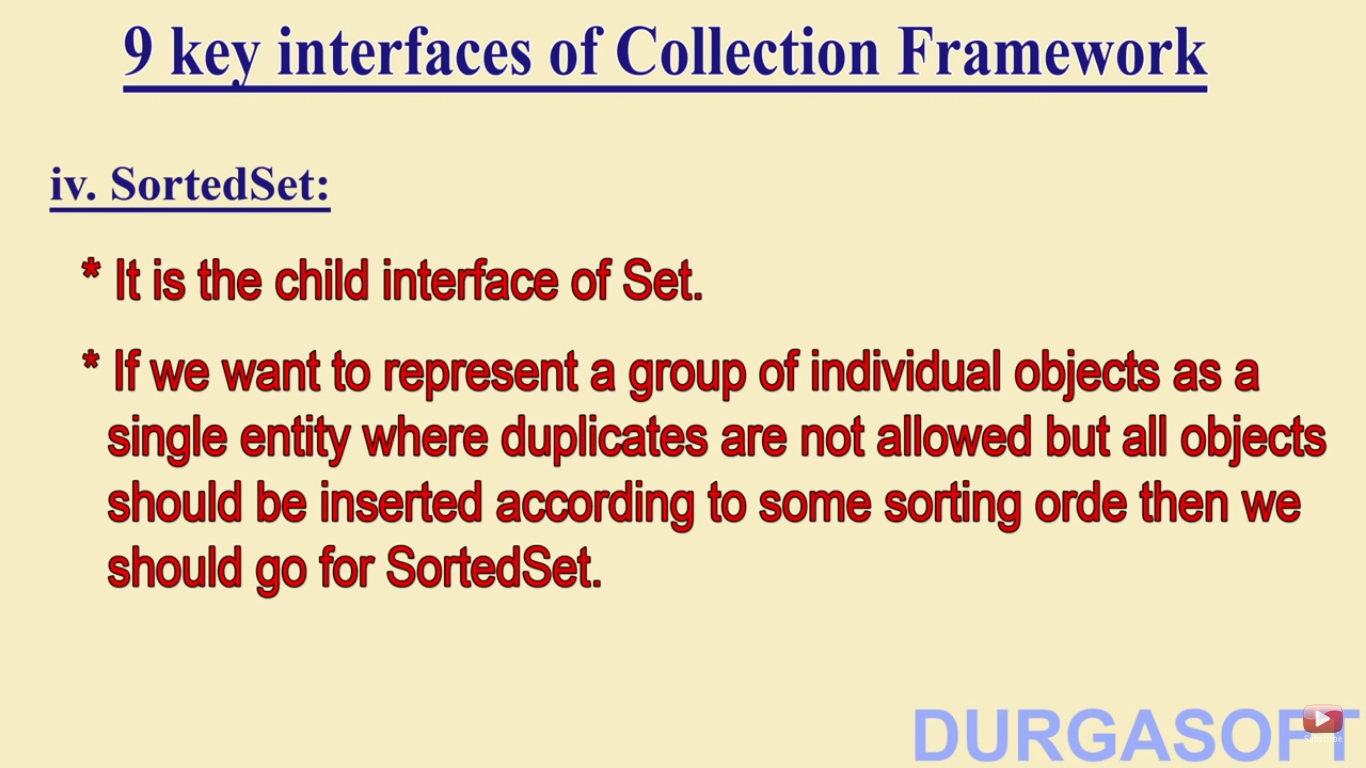 9 key interfaces of Collection Framework
iv. SortedSet:
* It is the child interface of Set.
* If we want to represent a group of individual objects as a
single entity where duplicates are not allowed but all objects
should be inserted according to some sorting orde then we
should go for SortedSet.
DURGASOFT
Subscribe